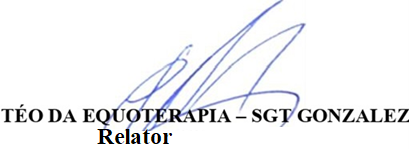 TÉO DA EQUOTERAPIA – SGT GONZALEZ
Relator